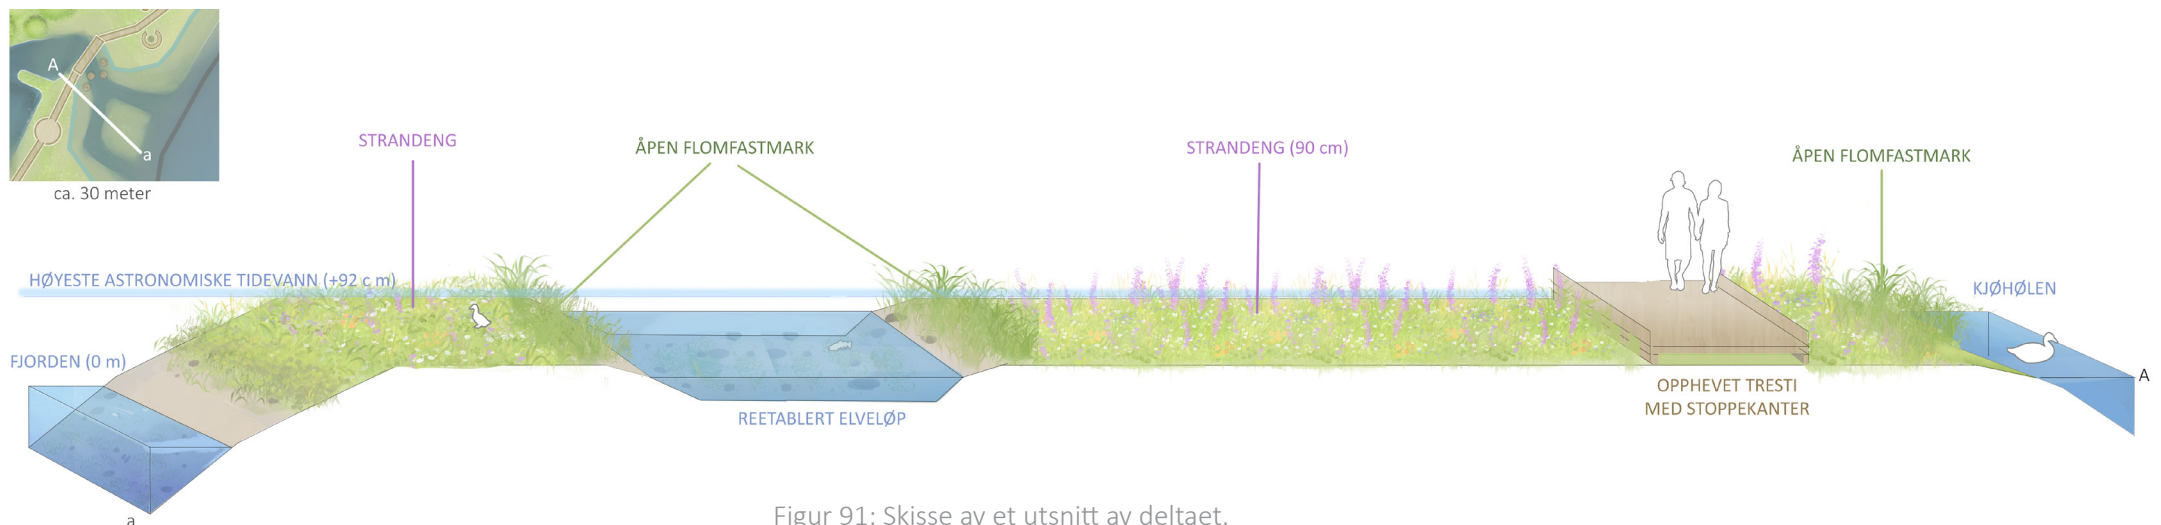 A
a
ca. 30 meter
STRANDENG
ÅPEN FLOMFASTMARK
STRANDENG (90 cm)
ÅPEN FLOMFASTMARK
HØYESTE ASTRONOMISKE TIDEVANN (+92 c m)
KJØHØLEN
FJORDEN (0 m)
A
OPPHEVET TRESTI
MED STOPPEKANTER
REETABLERT ELVELØP
a
Figur 91: Skisse av et utsnitt av deltaet.